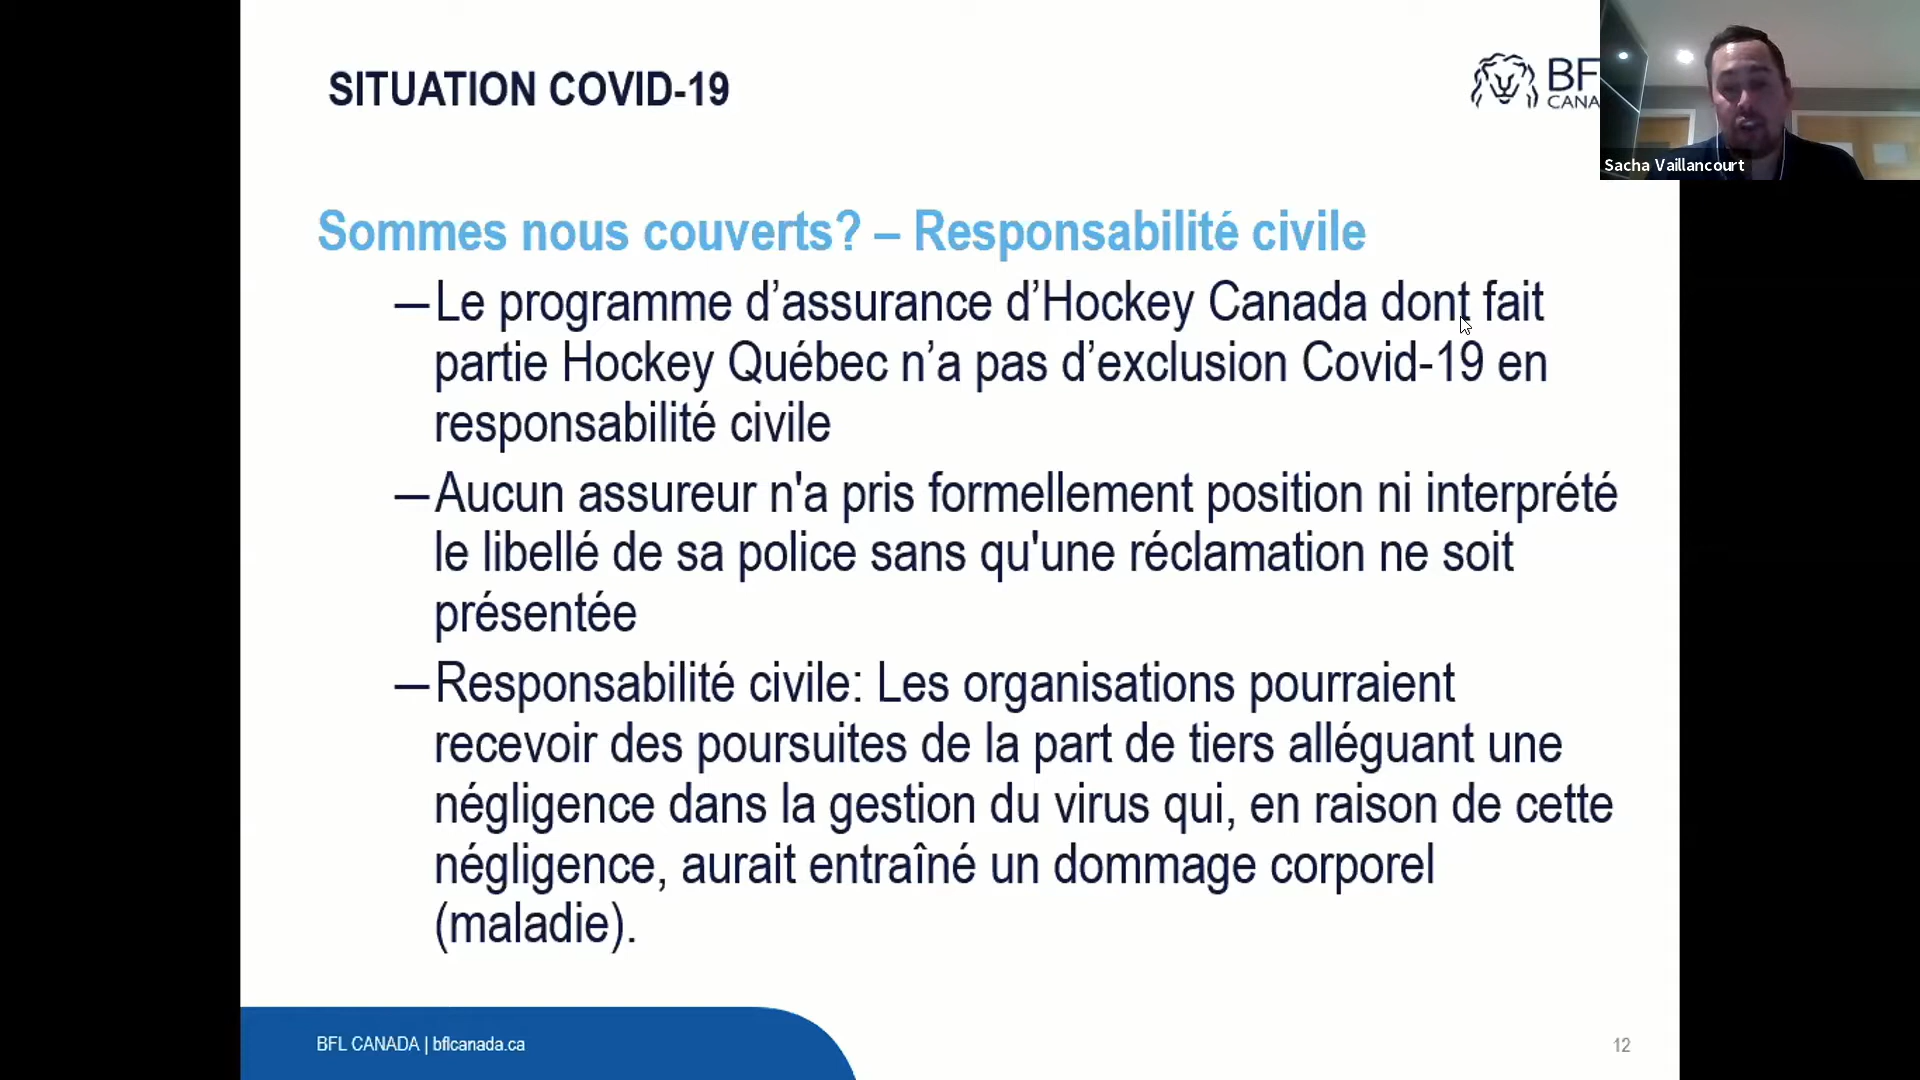 SITUATION COVID-19
BF
CANA
Sacha Vaillancourt
Sommes nous couverts? – Responsabilité civile
—Le programme d’assurance d’Hockey Canada dont fait
partie Hockey Québec n’a pas d’exclusion Covid-19 en
responsabilité civile
—Aucun assureur n'a pris formellement position ni interprété
le libellé de sa police sans qu'une réclamation ne soit
présentée
—Responsabilité civile: Les organisations pourraient
recevoir des poursuites de la part de tiers alléguant une
négligence dans la gestion du virus qui, en raison de cette
négligence, aurait entraîné un dommage corporel
(maladie).
BFL CANADA | bflcanada.ca
12